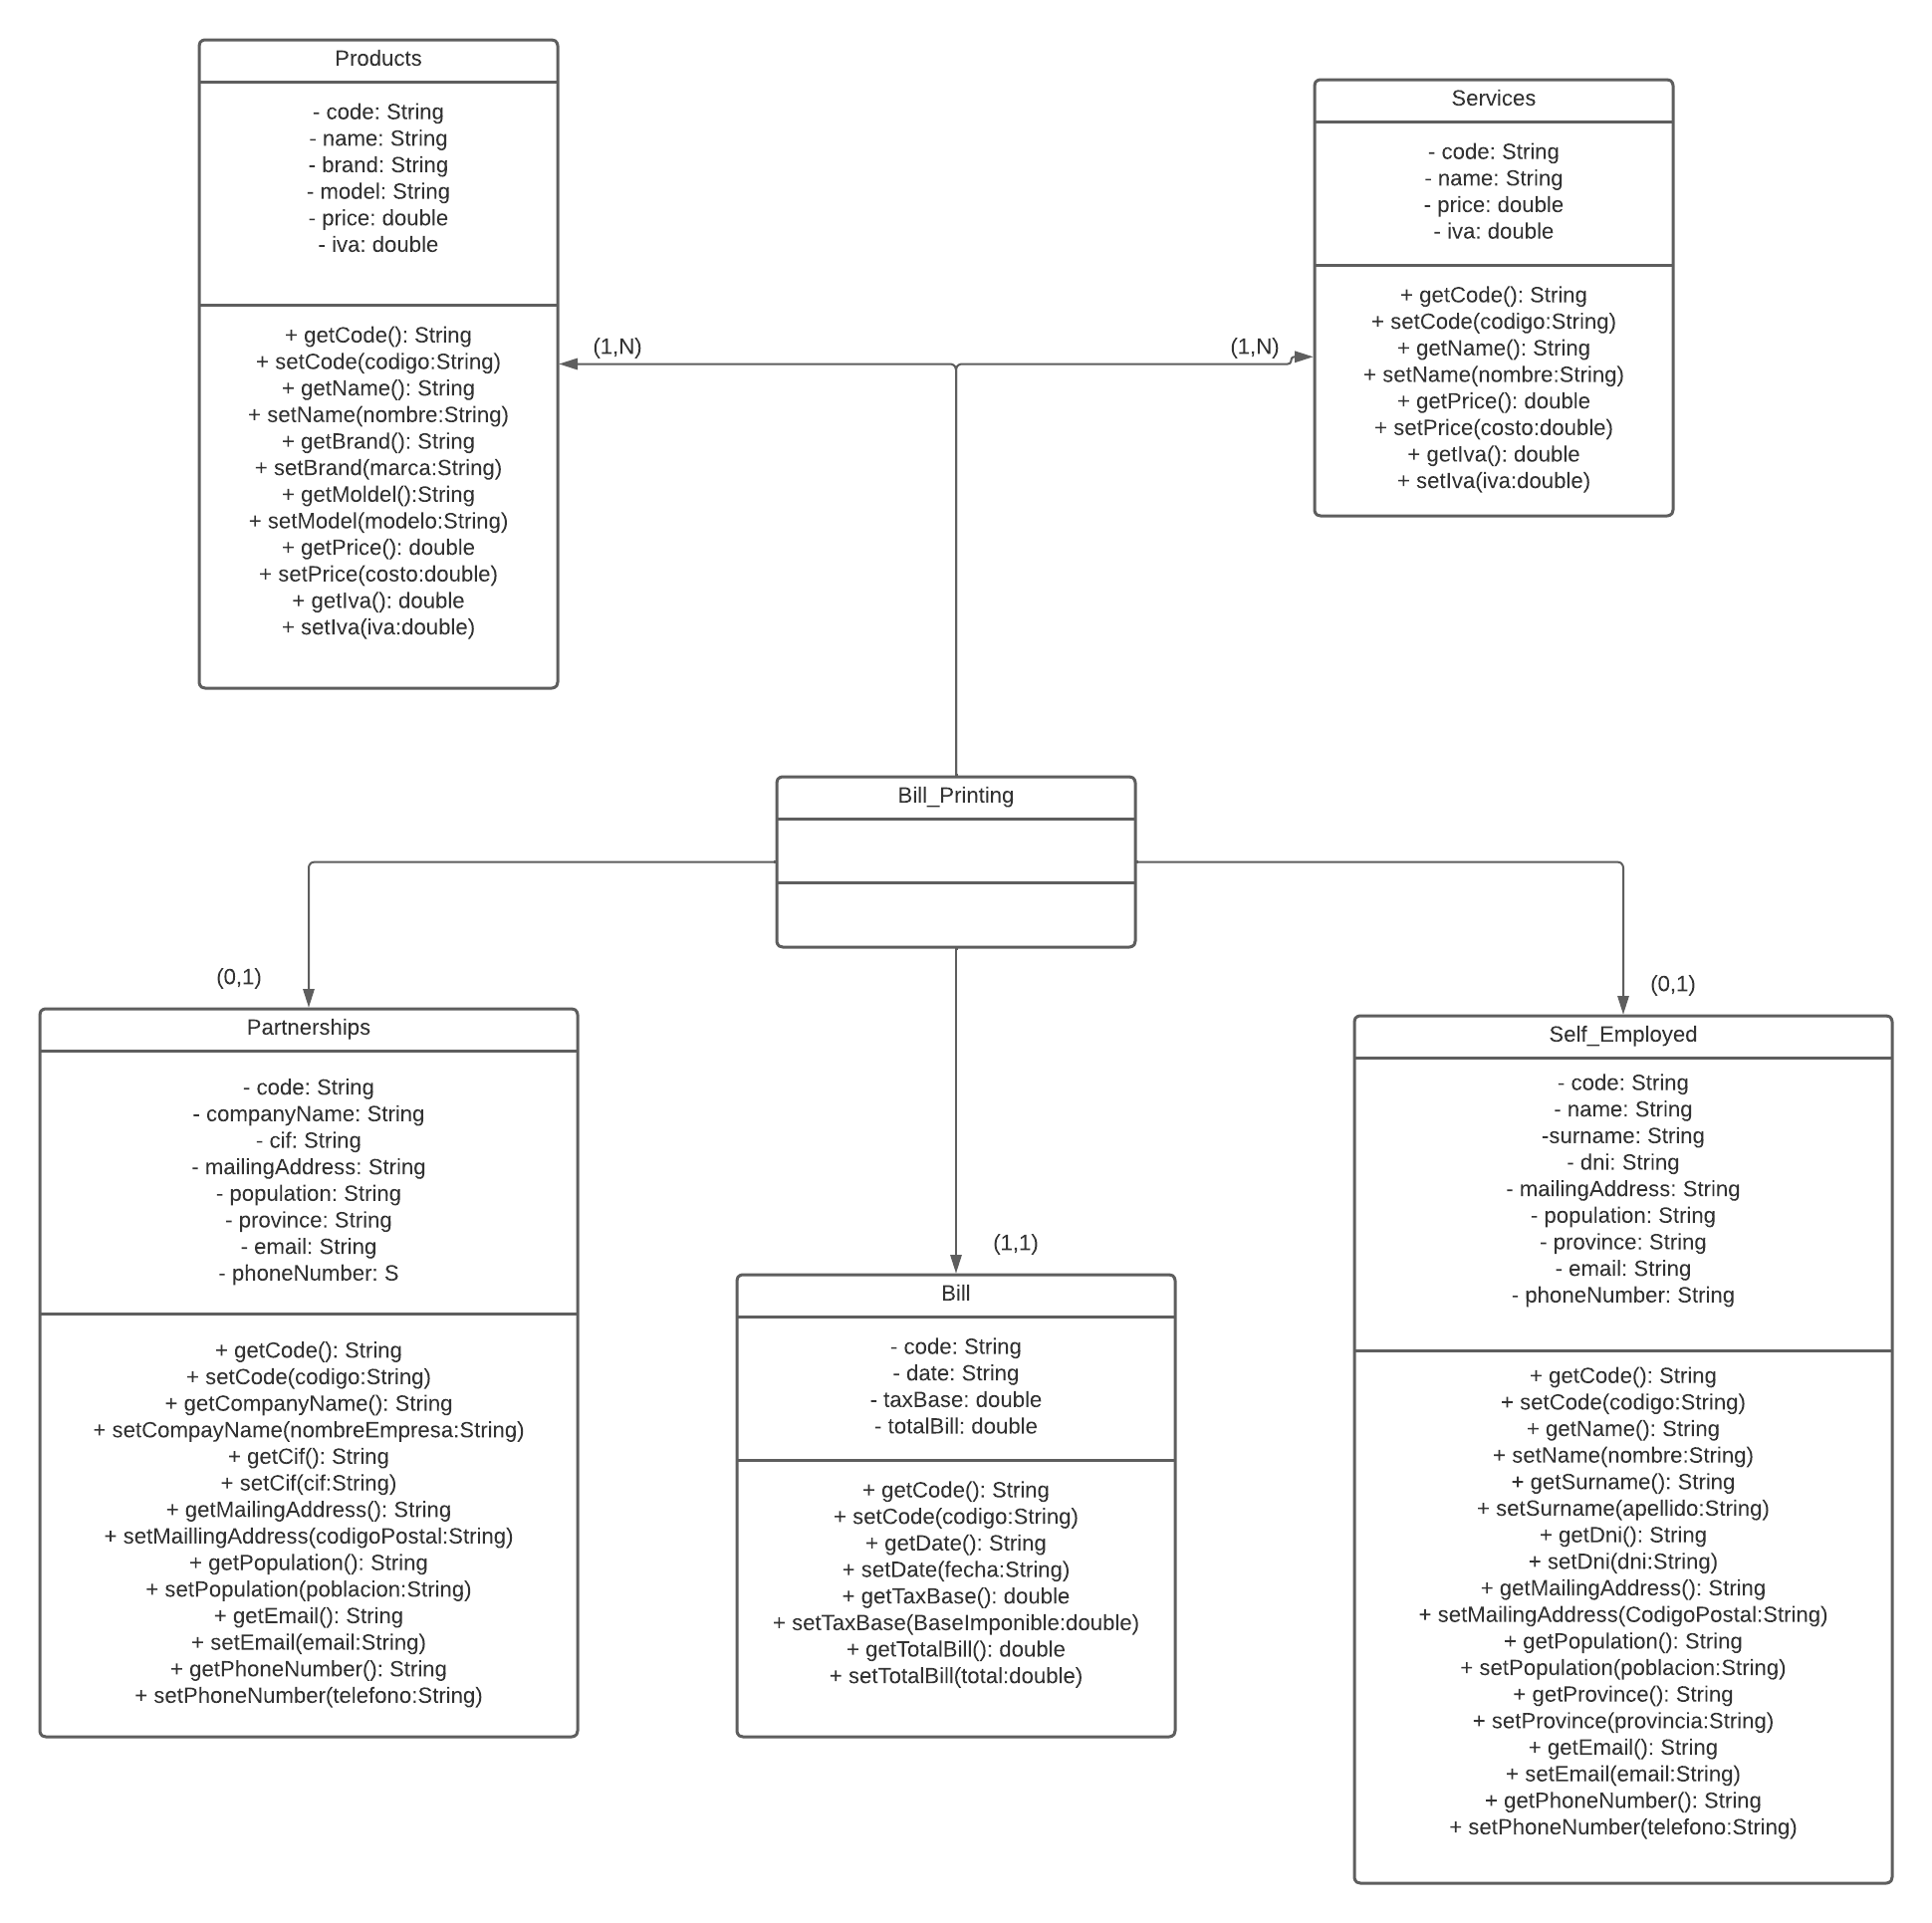 Products
- code: String
- name: String
- brand: String
- model: String
- price: double
- iva: double
+ getCode(): String
+ setCode(codigo:String)
+ getName(): String
+ setName(nombre:String)
+ getBrand(): String
+ setBrand(marca:String)
+ getMoldel():String
+ setModel(modelo:String)
+ getPrice(): double
+ setPrice(costo:double)
+ getIva(): double
+ setIva(iva:double)
(1,N)
(1,N)
Services
- code: String
- name: String
- price: double
- iva: double
+ getCode(): String
+ setCode(codigo:String)
+ getName(): String
+ setName(nombre:String)
+ getPrice(): double
+ setPrice(costo:double)
+ getIva(): double
+ setIva(iva:double)
Bill_Printing
(0,1)
Partnerships
- code: String
- companyName: String
- cif: String
- mailingAddress: String
- population: String
- province: String
- email: String
- phoneNumber: S
+ getCode(): String
+ setCode(codigo:String)
+ getCompanyName(): String
+ setCompayName(nombreEmpresa:String)
+ getCif(): String
+ setCif(cif:String)
+ getMailingAddress(): String
+ setMaillingAddress(codigoPostal:String)
+ getPopulation(): String
+ setPopulation(poblacion:String)
+ getEmail(): String
+ setEmail(email:String)
+ getPhoneNumber(): String
+ setPhoneNumber(telefono:String)
(1,1)
Bill
- code: String
- date: String
- taxBase: double
- totalBill: double
+ getCode(): String
+ setCode(codigo:String)
+ getDate(): String
+ setDate(fecha:String)
+ getTaxBase(): double
+ setTaxBase(BaseImponible:double)
+ getTotalBill(): double
+ setTotalBill(total:double)
(0,1)
Self_Employed
- code: String
- name: String
-surname: String
- dni: String
- mailingAddress: String
- population: String
- province: String
- email: String
- phoneNumber: String
+ getCode(): String
+ setCode(codigo:String)
+ getName(): String
+ setName(nombre:String)
+ getSurname(): String
+ setSurname(apellido:String)
+ getDni(): String
+ setDni(dni:String)
+ getMailingAddress(): String
+ setMailingAddress(CodigoPostal:String)
+ getPopulation(): String
+ setPopulation(poblacion:String)
+ getProvince(): String
+ setProvince(provincia:String)
+ getEmail(): String
+ setEmail(email:String)
+ getPhoneNumber(): String
+ setPhoneNumber(telefono:String)